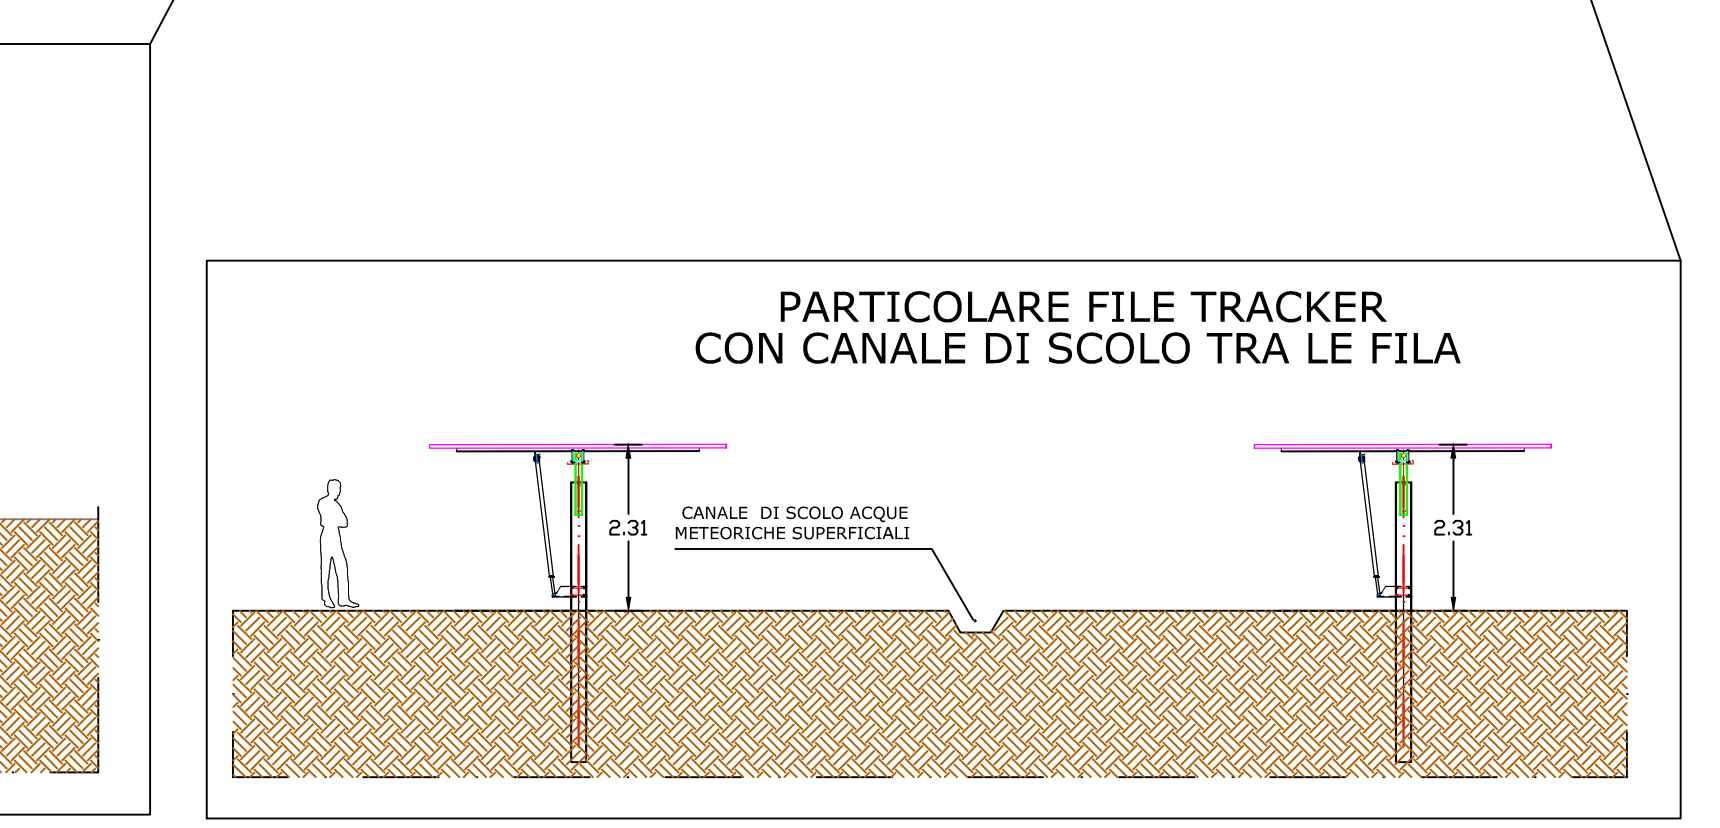 PARTICOLARE FILE TRACKER
CON CANALE DI SCOLO TRA LE FILA
CANALE DI SCOLO ACQUE
METEORICHE SUPERFICIALI
2.31
2.31